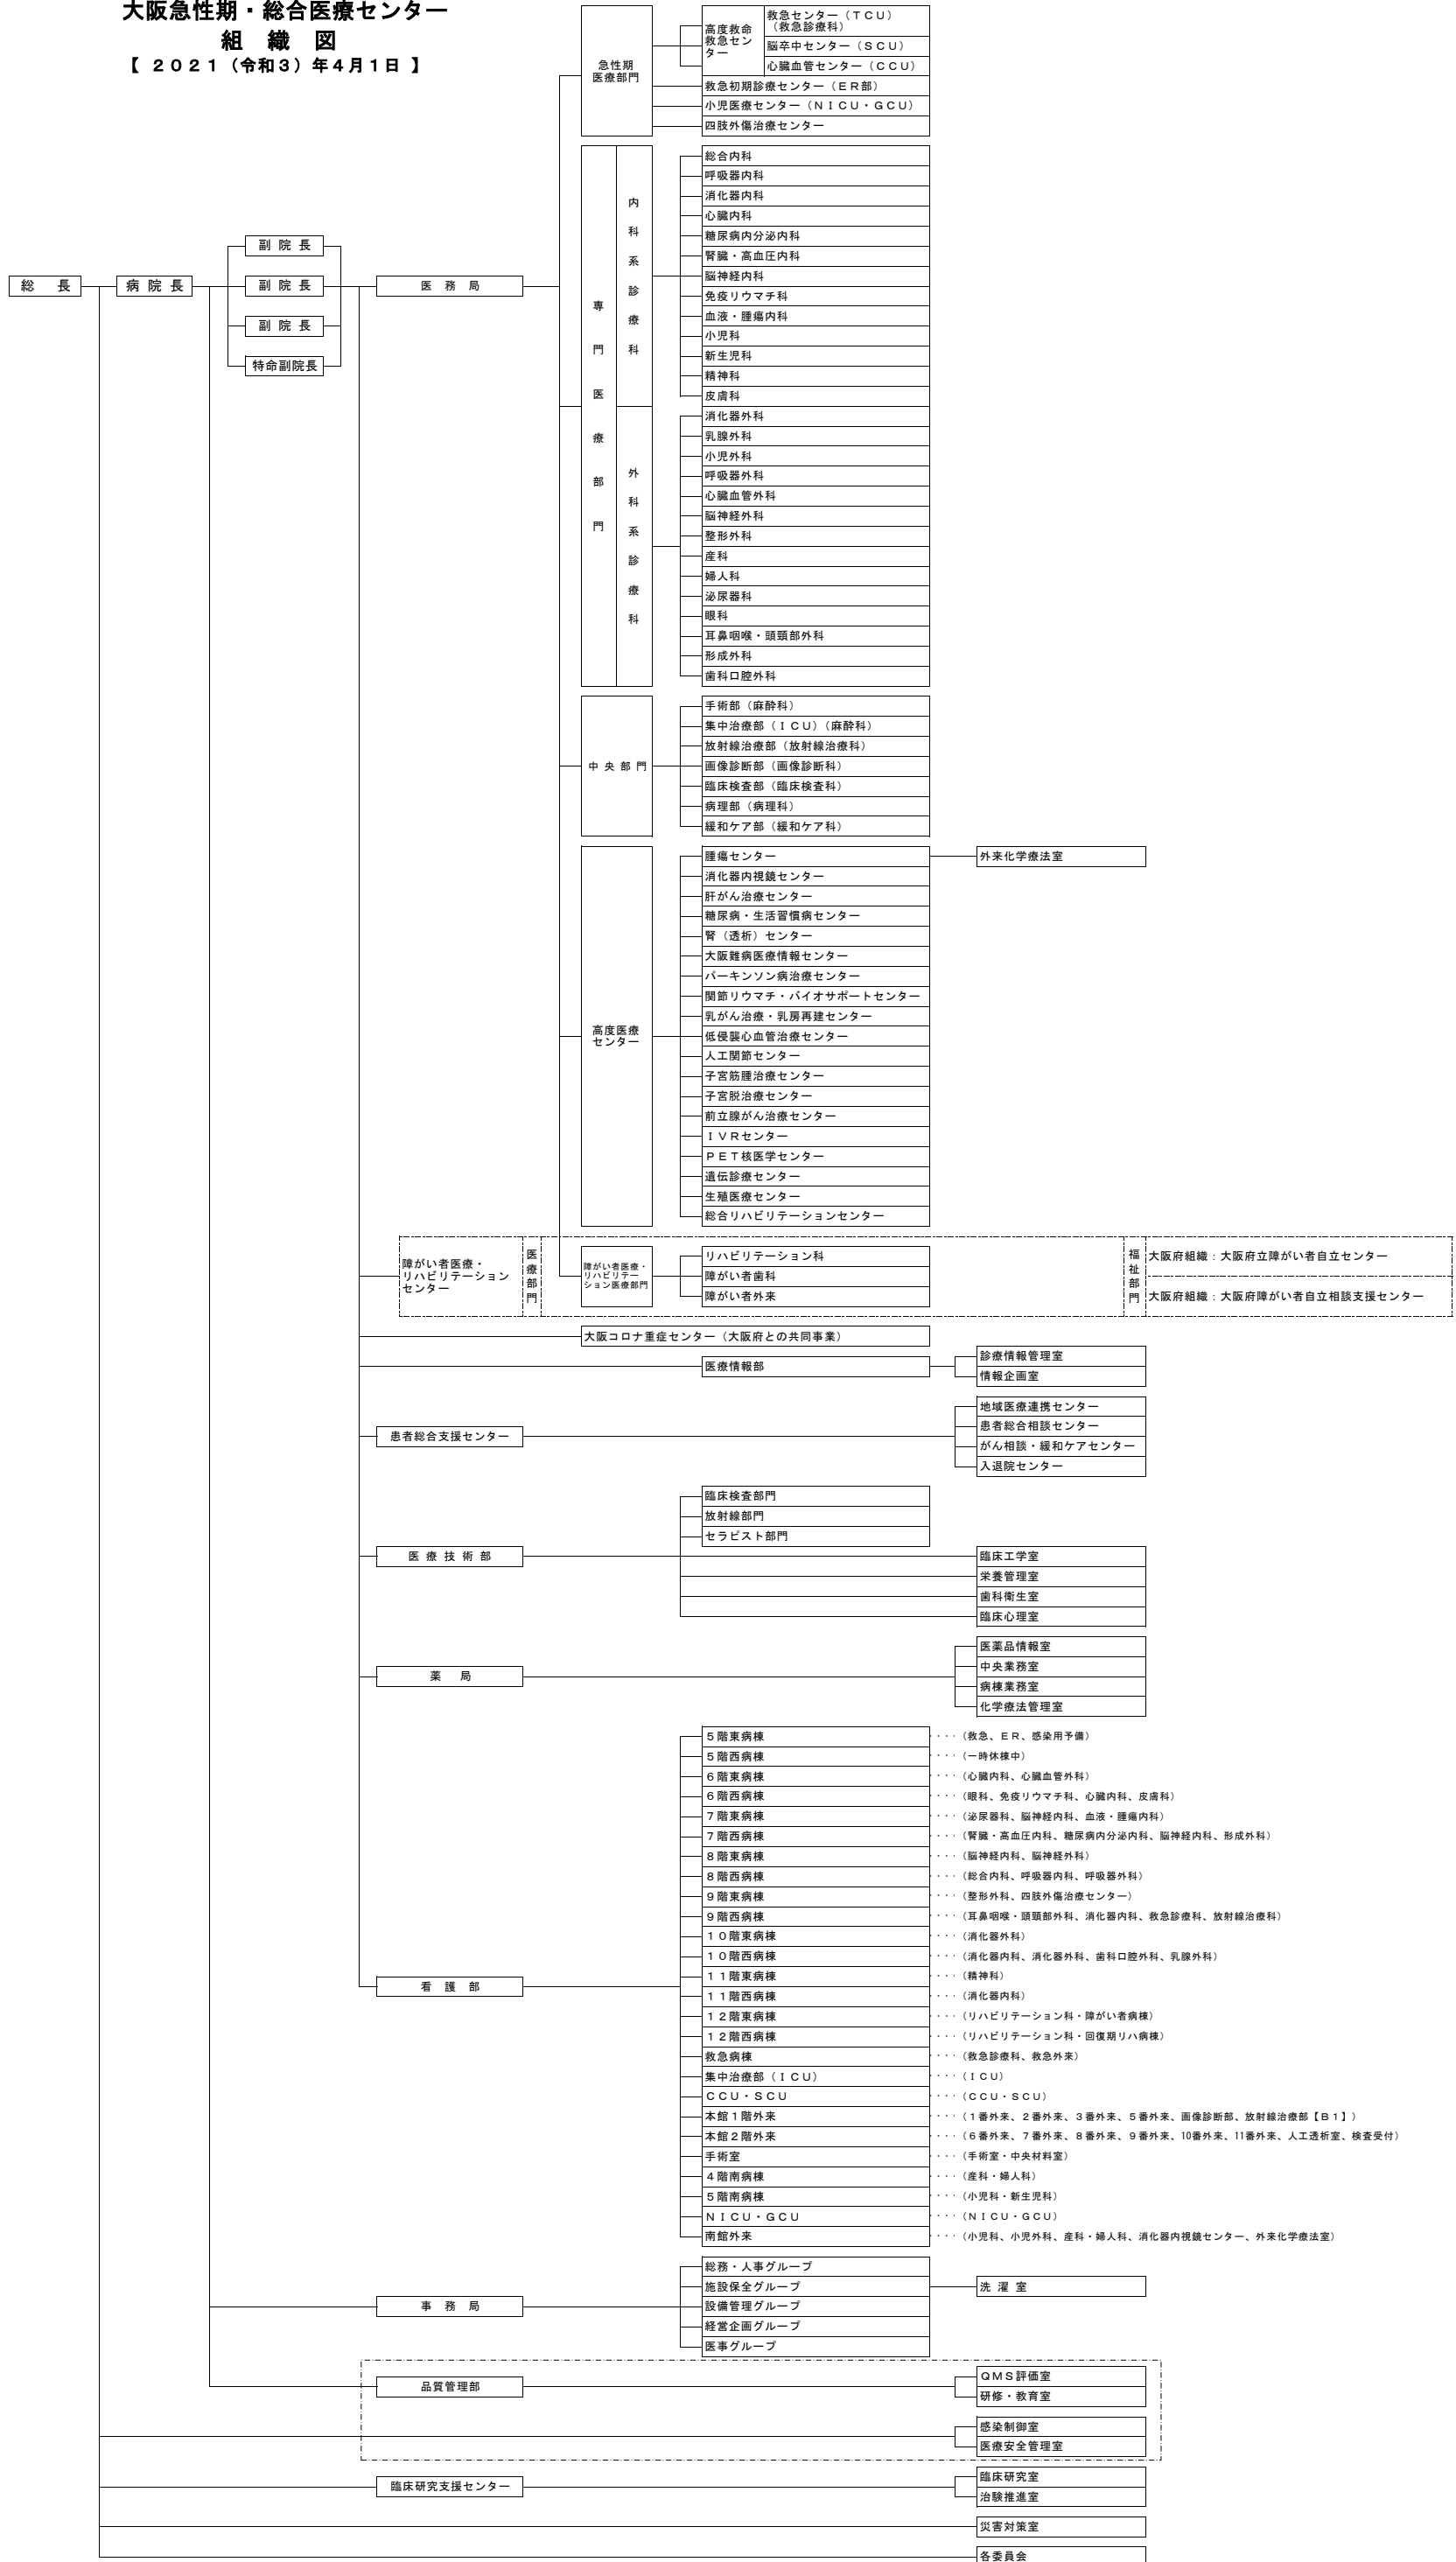 大阪急性期・総合医療センター
組　織　図
【 ２０２１（令和３）年４月１日 】
総　長
病 院 長
副 院 長
副 院 長
副 院 長
特命副院長
医　務　局
急性期
医療部門
高度救命
救急セン
ター
救急センター（ＴＣＵ）
（救急診療科）
脳卒中センター（ＳＣＵ）
心臓血管センター（ＣＣＵ）
救急初期診療センター（ＥＲ部）
小児医療センター（ＮＩＣＵ・ＧＣＵ）
四肢外傷治療センター
専門医療部門
内科系診療科
総合内科
呼吸器内科
消化器内科
心臓内科
糖尿病内分泌内科
腎臓・高血圧内科
脳神経内科
免疫リウマチ科
血液・腫瘍内科
小児科
新生児科
精神科
皮膚科
外科系診療科
消化器外科
乳腺外科
小児外科
呼吸器外科
心臓血管外科
脳神経外科
整形外科
産科
婦人科
泌尿器科
眼科
耳鼻咽喉・頭頸部外科
形成外科
歯科口腔外科
中 央 部 門
手術部（麻酔科）
集中治療部（ＩＣＵ）（麻酔科）
放射線治療部（放射線治療科）
画像診断部（画像診断科）
臨床検査部（臨床検査科）
病理部（病理科）
緩和ケア部（緩和ケア科）
高度医療
センター
腫瘍センター
外来化学療法室
消化器内視鏡センター
肝がん治療センター
糖尿病・生活習慣病センター
腎（透析）センター
大阪難病医療情報センター
パーキンソン病治療センター
関節リウマチ・バイオサポートセンター
乳がん治療・乳房再建センター
低侵襲心血管治療センター
人工関節センター
子宮筋腫治療センター
子宮脱治療センター
前立腺がん治療センター
ＩＶＲセンター
ＰＥＴ核医学センター
遺伝診療センター
生殖医療センター
総合リハビリテーションセンター
障がい者医療・
リハビリテーション
センター
医療部門
障がい者医療・
リハビリテー
ション医療部門
リハビリテーション科
障がい者歯科
障がい者外来
福祉部門
大阪府組織：大阪府立障がい者自立センター
大阪府組織：大阪府障がい者自立相談支援センター
大阪コロナ重症センター（大阪府との共同事業）
医療情報部
診療情報管理室
情報企画室
患者総合支援センター
地域医療連携センター
患者総合相談センター
がん相談・緩和ケアセンター
入退院センター
医 療 技 術 部
臨床検査部門
放射線部門
セラピスト部門
臨床工学室
栄養管理室
歯科衛生室
臨床心理室
薬　局
医薬品情報室
中央業務室
病棟業務室
化学療法管理室
看　護　部
５階東病棟 ････（救急、ＥＲ、感染用予備）
５階西病棟 ････（一時休棟中）
６階東病棟 ････（心臓内科、心臓血管外科）
６階西病棟 ････（眼科、免疫リウマチ科、心臓内科、皮膚科）
７階東病棟 ････（泌尿器科、脳神経内科、血液・腫瘍内科）
７階西病棟 ････（腎臓・高血圧内科、糖尿病内分泌内科、脳神経内科、形成外科）
８階東病棟 ････（脳神経内科、脳神経外科）
８階西病棟 ････（総合内科、呼吸器内科、呼吸器外科）
９階東病棟 ････（整形外科、四肢外傷治療センター）
９階西病棟 ････（耳鼻咽喉・頭頸部外科、消化器内科、救急診療科、放射線治療科）
１０階東病棟 ････（消化器外科）
１０階西病棟 ････（消化器内科、消化器外科、歯科口腔外科、乳腺外科）
１１階東病棟 ････（精神科）
１１階西病棟 ････（消化器内科）
１２階東病棟 ････（リハビリテーション科・障がい者病棟）
１２階西病棟 ････（リハビリテーション科・回復期リハ病棟）
救急病棟 ････（救急診療科、救急外来）
集中治療部（ＩＣＵ） ････（ＩＣＵ）
ＣＣＵ・ＳＣＵ ････（ＣＣＵ・ＳＣＵ）
本館１階外来 ････（１番外来、２番外来、３番外来、５番外来、画像診断部、放射線治療部【Ｂ１】）
本館２階外来 ････（６番外来、７番外来、８番外来、９番外来、10番外来、11番外来、人工透析室、検査受付）
手術室 ････（手術室・中央材料室）
４階南病棟 ････（産科・婦人科）
５階南病棟 ････（小児科・新生児科）
ＮＩＣＵ・ＧＣＵ ････（ＮＩＣＵ・ＧＣＵ）
南館外来 ････（小児科、小児外科、産科・婦人科、消化器内視鏡センター、外来化学療法室）
事　務　局
総務・人事グループ
施設保全グループ
洗 濯 室
設備管理グループ
経営企画グループ
医事グループ
品質管理部
ＱＭＳ評価室
研修・教育室
感染制御室
医療安全管理室
臨床研究支援センター
臨床研究室
治験推進室
災害対策室
各委員会